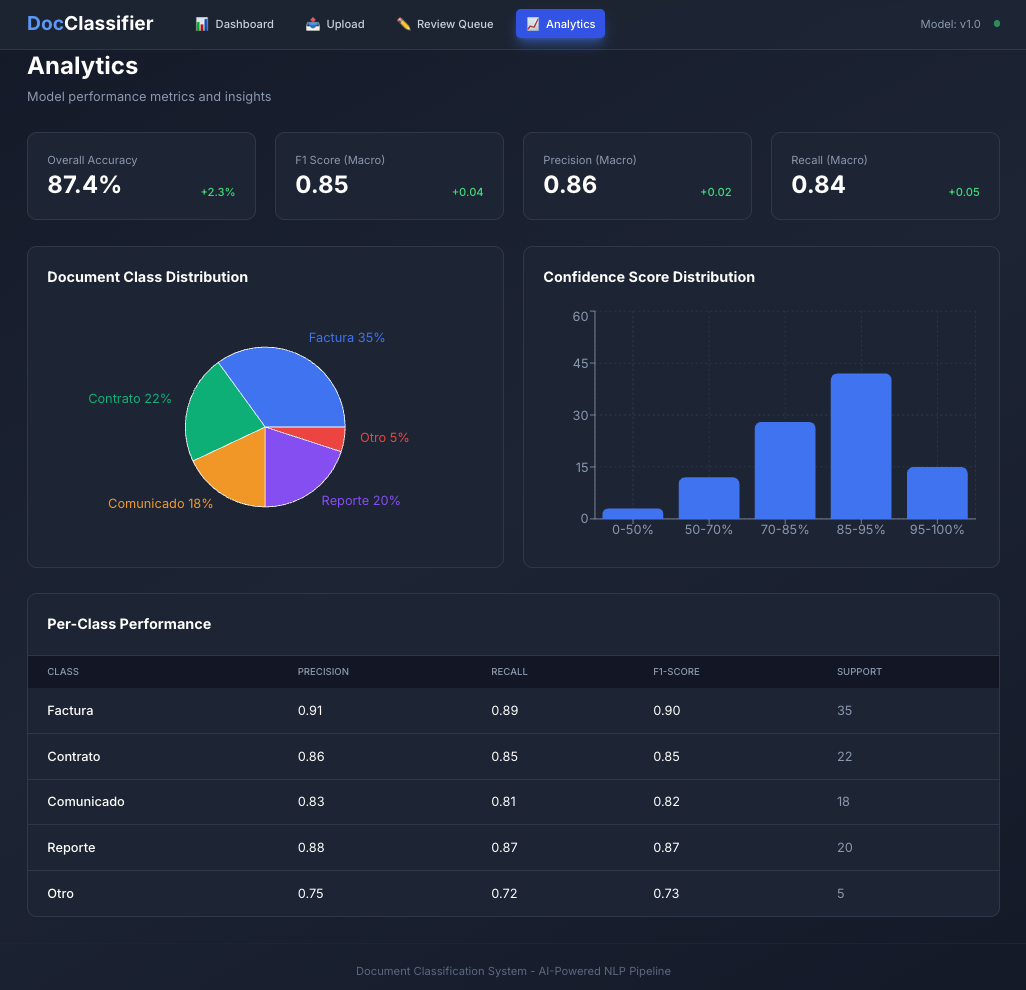 DocClassifier
📊 Dashboard
📤 Upload
✏️ Review Queue
📈 Analytics
Model: v1.0
Analytics
Model performance metrics and insights
Overall Accuracy
87.4%
+2.3%
F1 Score (Macro)
0.85
+0.04
Precision (Macro)
0.86
+0.02
Recall (Macro)
0.84
+0.05
Document Class Distribution
Factura 35%
Contrato 22%
Otro 5%
Comunicado 18%
Reporte 20%
Confidence Score Distribution
60
45
30
15
0
0-50% 50-70% 70-85% 85-95% 95-100%
Per-Class Performance
CLASS PRECISION RECALL F1-SCORE SUPPORT
Factura 0.91 0.89 0.90 35
Contrato 0.86 0.85 0.85 22
Comunicado 0.83 0.81 0.82 18
Reporte 0.88 0.87 0.87 20
Otro 0.75 0.72 0.73 5
Document Classification System - AI-Powered NLP Pipeline